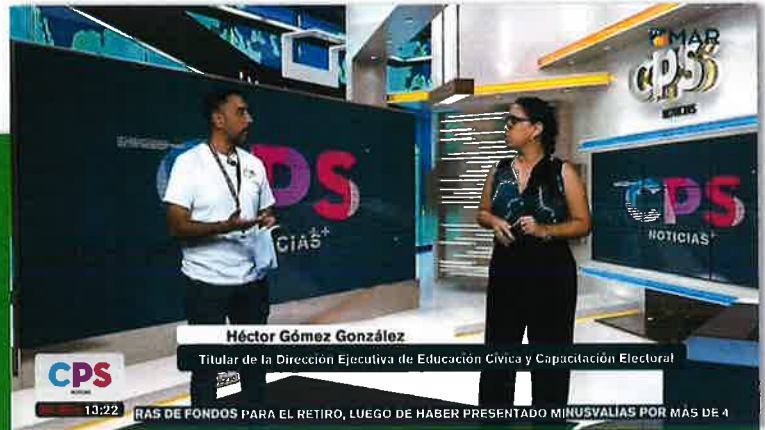 MAR
CPS
NOTICIAS
CPS
CIAS
CPS
NOTICIAS
Héctor Gómez González
Titular de la Dirección Ejecutiva de Educación Cívica y Capacitación Electoral
CPS
NOTICIAS
13:22
RAS DE FONDOS PARA EL RETIRO, LUEGO DE HABER PRESENTADO MINUSVALÍAS POR MÁS DE 4